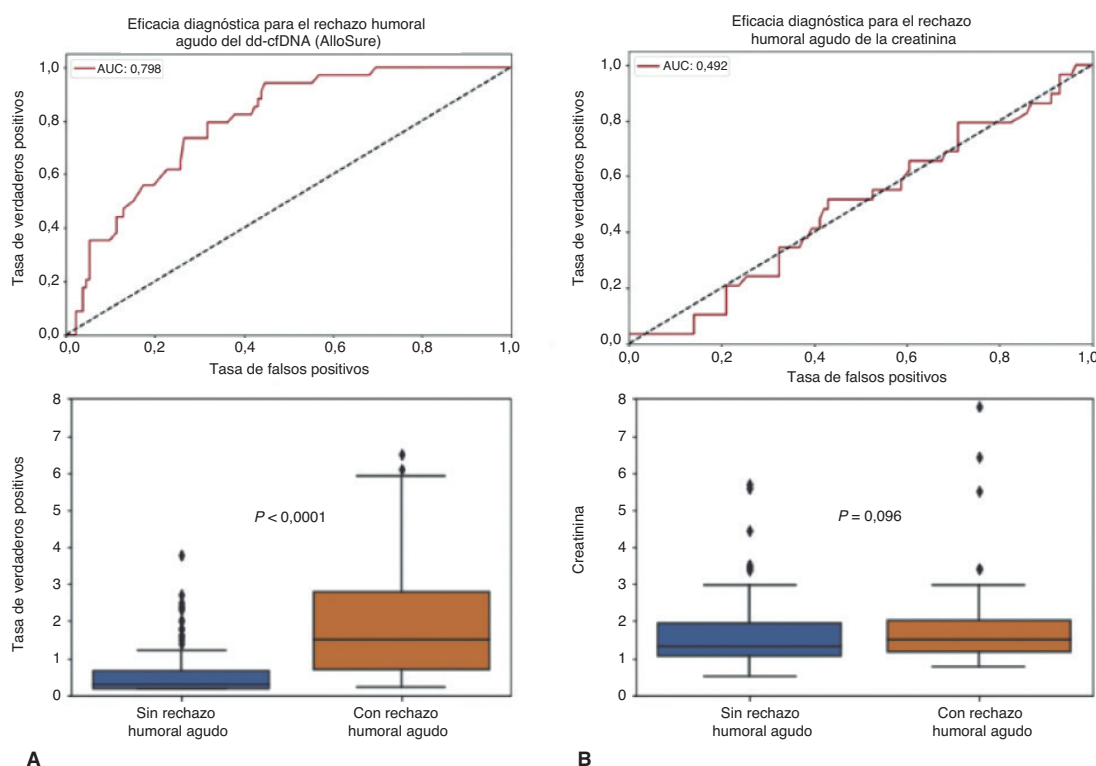 Eficacia diagnóstica para el rechazo humoral
agudo del dd-cfDNA (AlloSure)
AUC: 0,798
Tasa de verdaderos positivos
1,0
0,8
0,6
0,4
0,2
0,0
0,0 0,2 0,4 0,6 0,8 1,0
Tasa de falsos positivos
Tasa de verdaderos positivos
8
7
6
5
4
3
2
1
0
P < 0,0001
Sin rechazo
humoral agudo
Con rechazo
humoral agudo
A
Eficacia diagnóstica para el rechazo
humoral agudo de la creatinina
AUC: 0,492
Tasa de verdaderos positivos
1,0
0,8
0,6
0,4
0,2
0,0
0,0 0,2 0,4 0,6 0,8 1,0
Tasa de falsos positivos
Creatinina
8
7
6
5
4
3
2
1
0
P = 0,096
Sin rechazo
humoral agudo
Con rechazo
humoral agudo
B